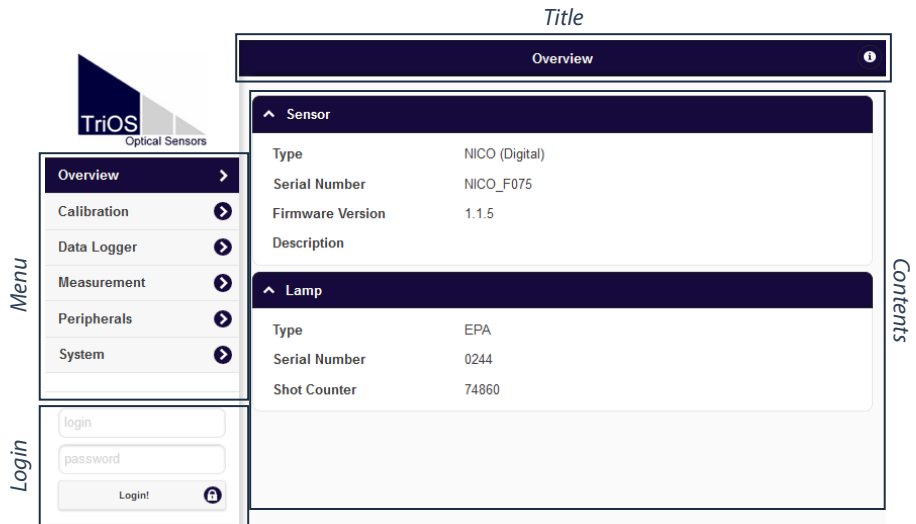 Title
Overview
TriOS
Optical Sensors
Menu
Overview
Calibration
Data Logger
Measurement
Peripherals
System
Login
login
password
Login!
Contents
Sensor
Type NICO (Digital)
Serial Number NICO_F075
Firmware Version 1.1.5
Description
Lamp
Type EPA
Serial Number 0244
Shot Counter 74860